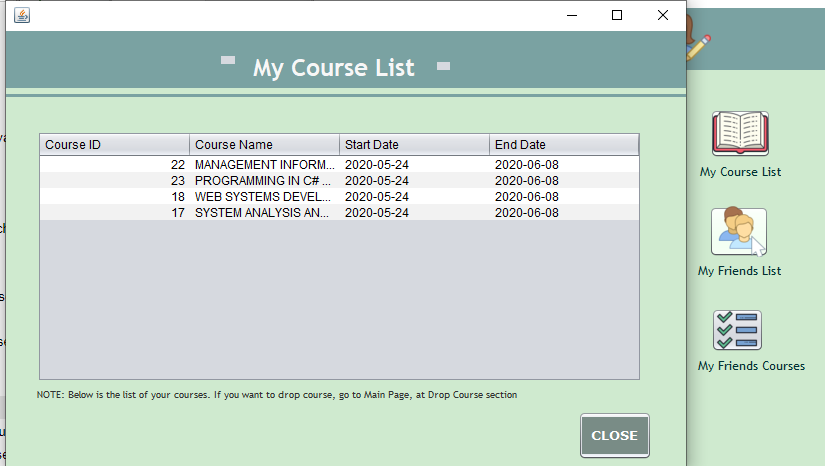 My Course List
Course ID Course Name Start Date End Date
22 MANAGEMENT INFORM... 2020-05-24 2020-06-08
23 PROGRAMMING IN C# ... 2020-05-24 2020-06-08
18 WEB SYSTEMS DEVEL... 2020-05-24 2020-06-08
17 SYSTEM ANALYSIS AN... 2020-05-24 2020-06-08
NOTE: Below is the list of your courses. If you want to drop course, go to Main Page, at Drop Course section
CLOSE
My Course List
My Friends List
My Friends Courses